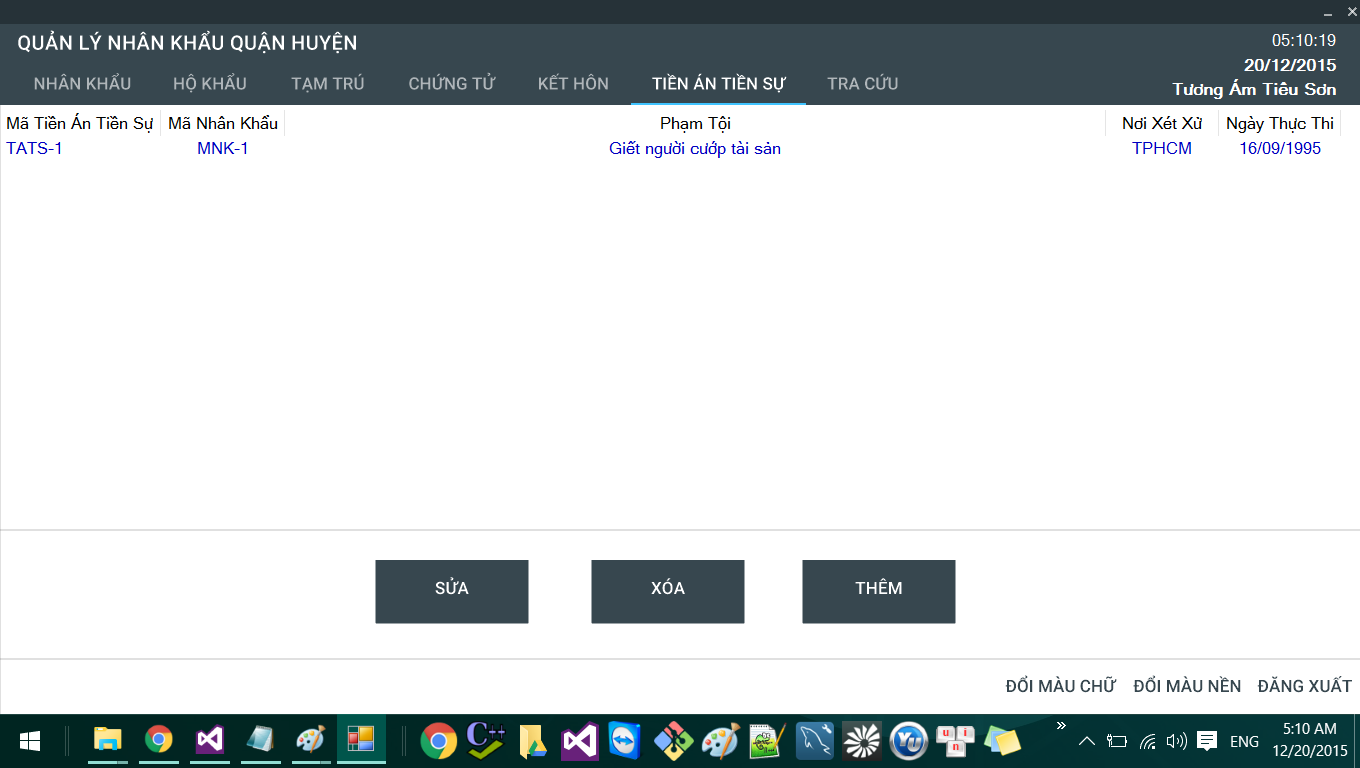 QUẢN LÝ NHÂN KHẨU QUẬN HUYỆN
05:10:19
20/12/2015
Tương Ám Tiêu Sơn
NHÂN KHẨU HỘ KHẨU TẠM TRÚ CHỨNG TỬ KẾT HÔN TIỀN ÁN TIỀN SỰ TRA CỨU
Mã Tiền Án Tiền Sự Mã Nhân Khẩu Phạm Tội Nơi Xét Xử Ngày Thực Thi
TATS-1 MNK-1 Giết người cướp tài sản TPHCM 16/09/1995
SỬA XÓA THÊM
ĐỔI MÀU CHỮ ĐỔI MÀU NỀN ĐĂNG XUẤT
C++
Yu
u i n
ENG
5:10 AM
12/20/2015